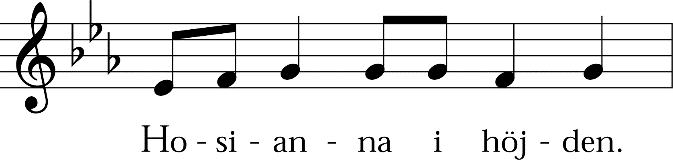 Ho - si - an - na i höj - den.